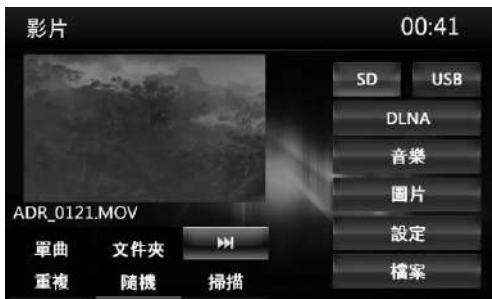 影片 00:41
SD USB
DLNA
音樂
圖片
ADR_0121.MOV
設定
單曲 文件夾
檔案
重複 隨機 掃描